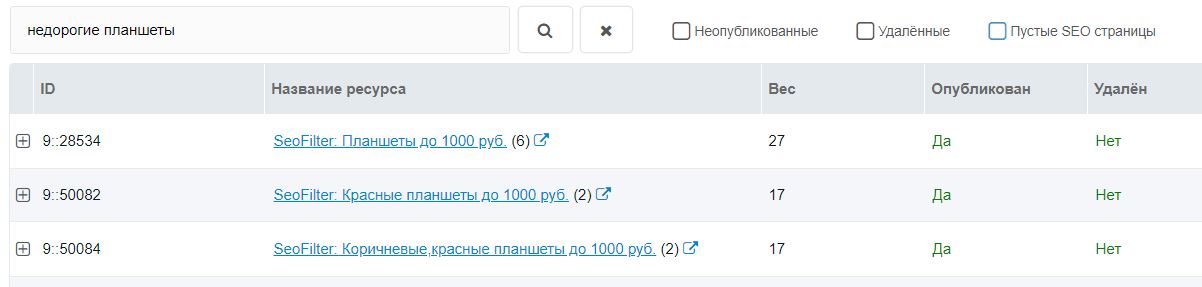 недорогие планшеты
Неопубликованные Удалённые Пустые SEO страницы
ID Название ресурса Вес Опубликован Удалён
9::28534 SeoFilter: Планшеты до 1000 руб. (6) 27 Да Нет
9::50082 SeoFilter: Красные планшеты до 1000 руб. (2) 17 Да Нет
9::50084 SeoFilter: Коричневые,красные планшеты до 1000 руб. (2) 17 Да Нет